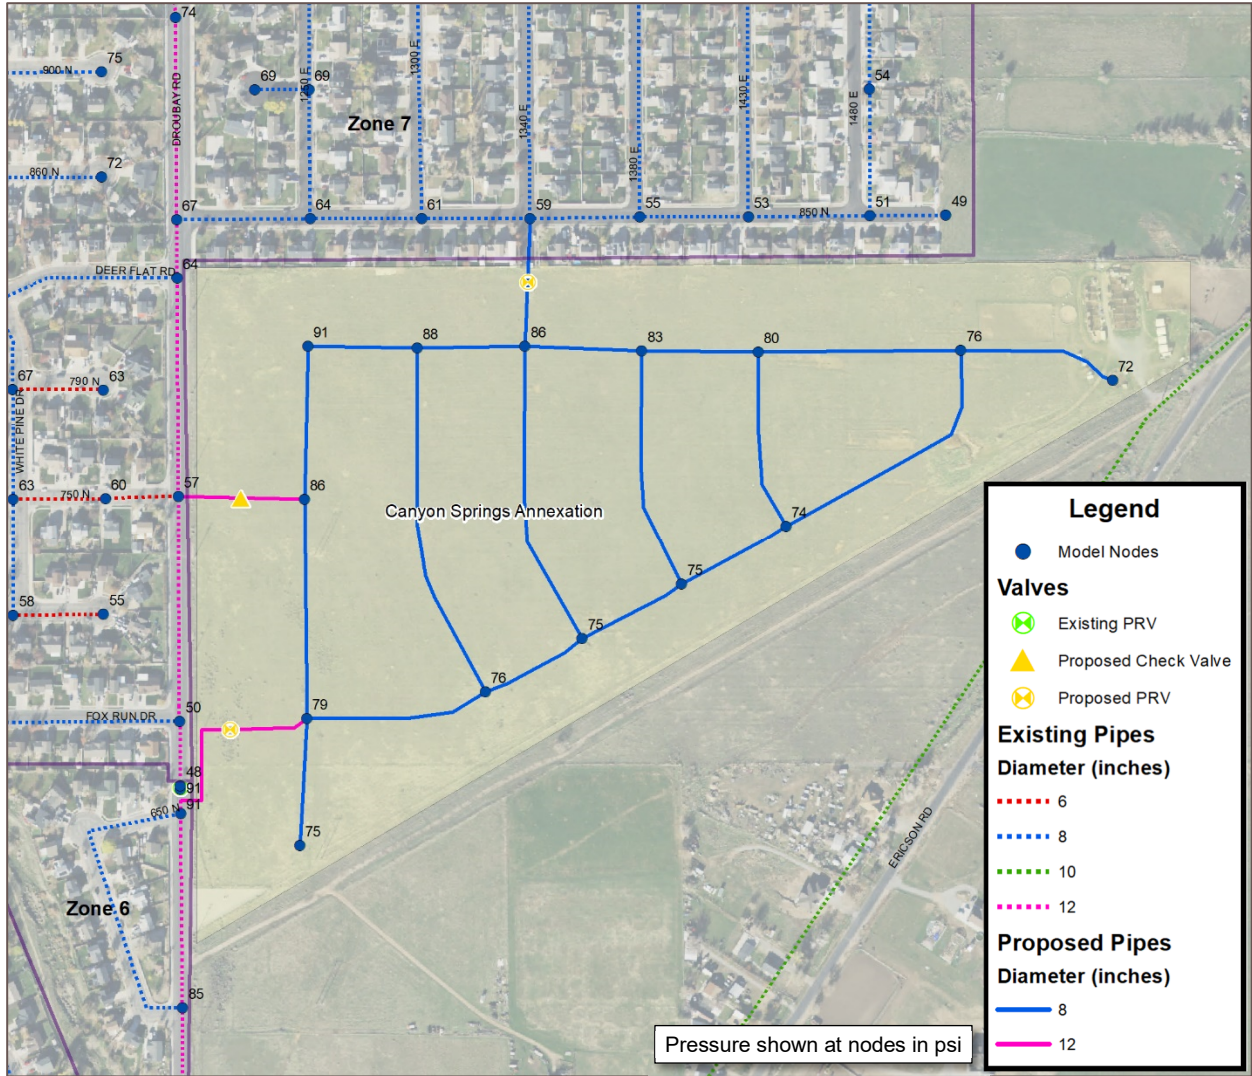 74
75
900 N
DROUBAY RD
69
69
1250 E
1300 E
Zone 7
1340 E
1380 E
1430 E
1480 E
54
860 N
72
67
64
61
59
55
53
850 N
51
49
DEER FLAT RD
64
91
88
86
83
80
76
72
67
790 N
63
WHITE PINE DR
63
750 N
60
57
86
Canyon Springs Annexation
74
75
58
55
75
76
79
FOX RUN DR
50
48
91
91
650 N
75
Zone 6
85
ERICSON RD
Legend
Model Nodes
Valves
Existing PRV
Proposed Check Valve
Proposed PRV
Existing Pipes
Diameter (inches)
6
8
10
12
Proposed Pipes
Diameter (inches)
8
12
Pressure shown at nodes in psi